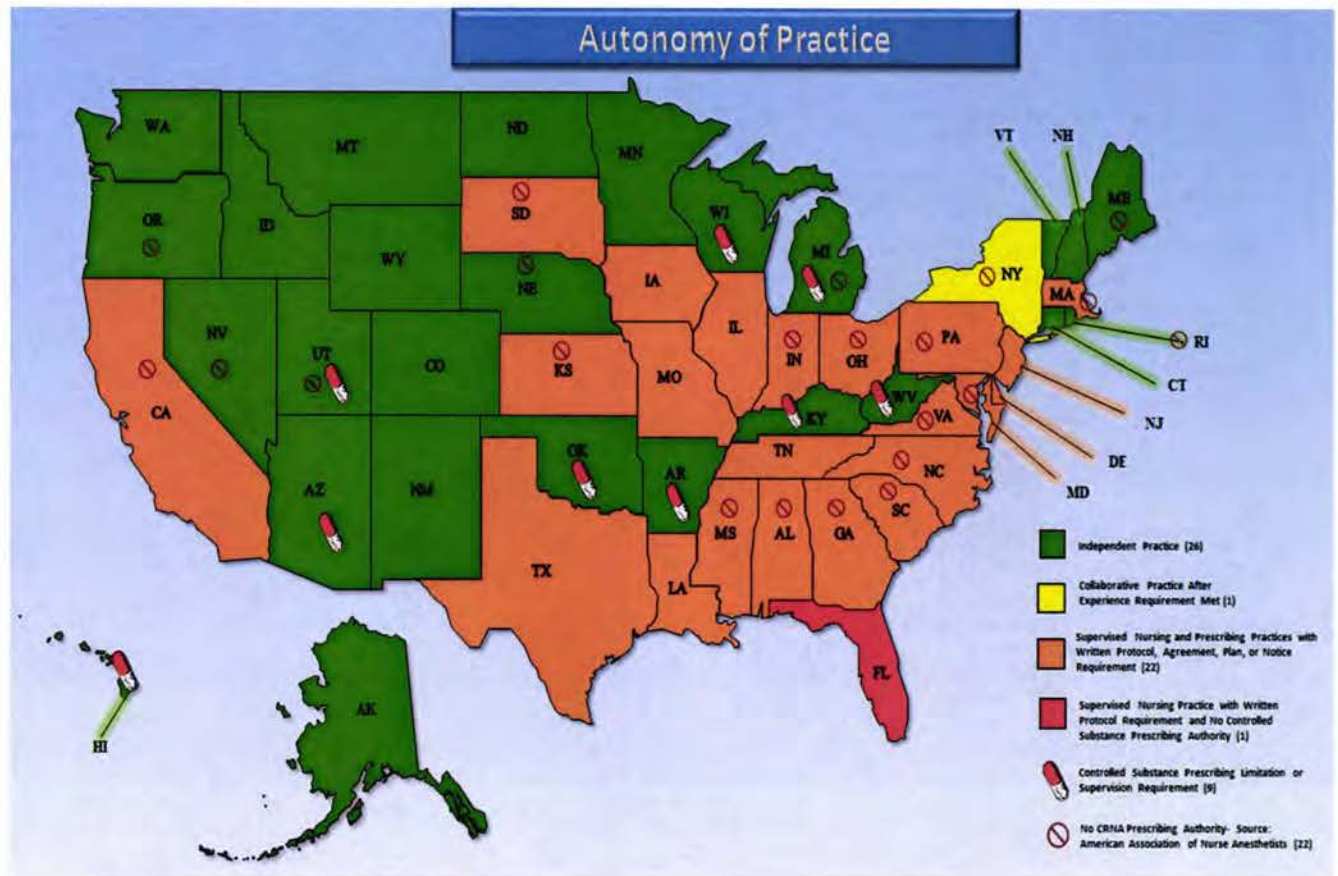 Autonomy of Practice
WA
MT
ND
MN
VT
NH
ME
OR
ID
SD
WI
MI
WY
NY
MA
IA
NE
NV
UT
CO
KS
MO
IL
IN
OH
PA
RI
CT
CA
WV
KY
VA
NJ
TN
NC
DE
MD
AZ
NM
OK
AR
SC
MS
AL
GA
TX
LA
FL
AK
HI
Independent Practice (26)
Collaborative Practice After
Experience Requirement Met (1)
Supervised Nursing and Prescribing Practices with
Written Protocol, Agreement, Plan, or Notice
Requirement (22)
Supervised Nursing Practice with Written
Protocol Requirement and No Controlled
Substance Prescribing Authority (1)
Controlled Substance Prescribing Limitation or
Supervision Requirement (9)
No CRNA Prescribing Authority- Source:
American Association of Nurse Anesthetists (22)